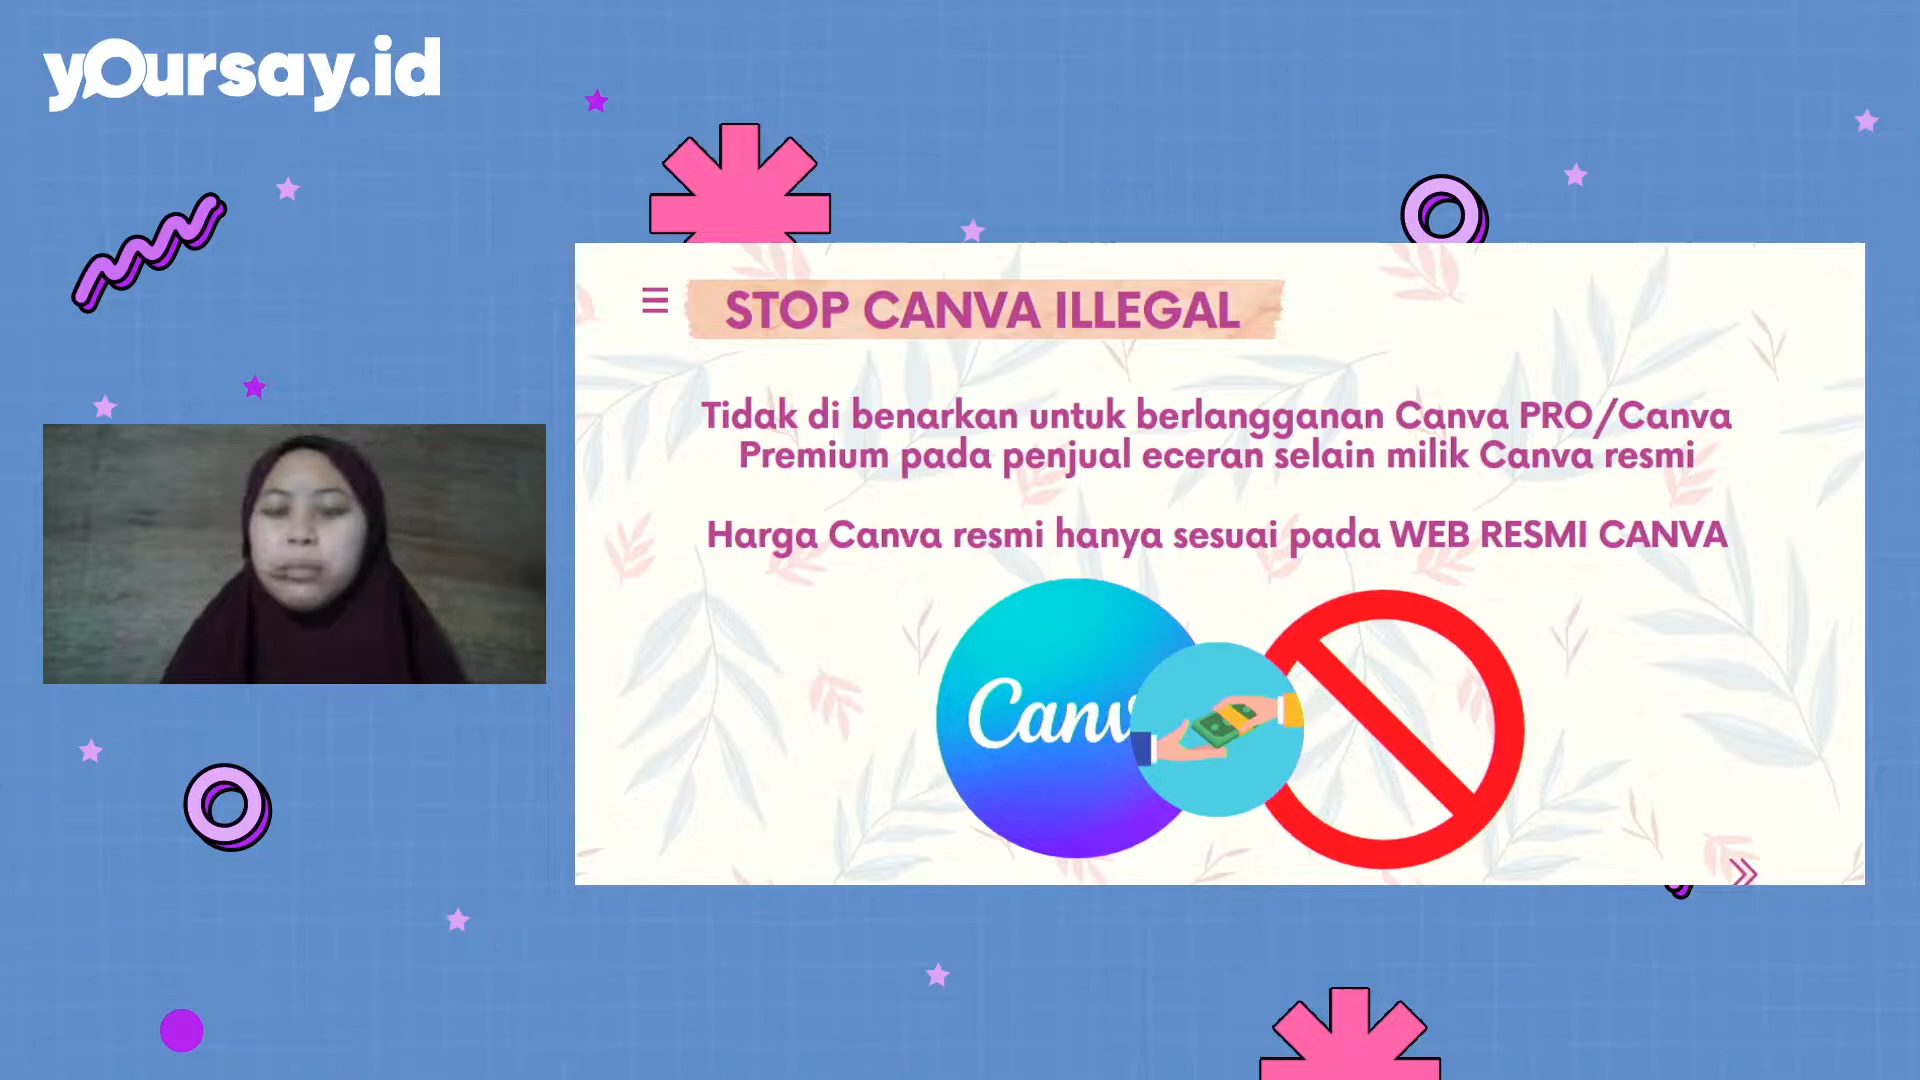 yoursay.id
STOP CANVA ILLEGAL
Tidak di benarkan untuk berlangganan Canva PRO/Canva
Premium pada penjual eceran selain milik Canva resmi
Harga Canva resmi hanya sesuai pada WEB RESMI CANVA
Canv